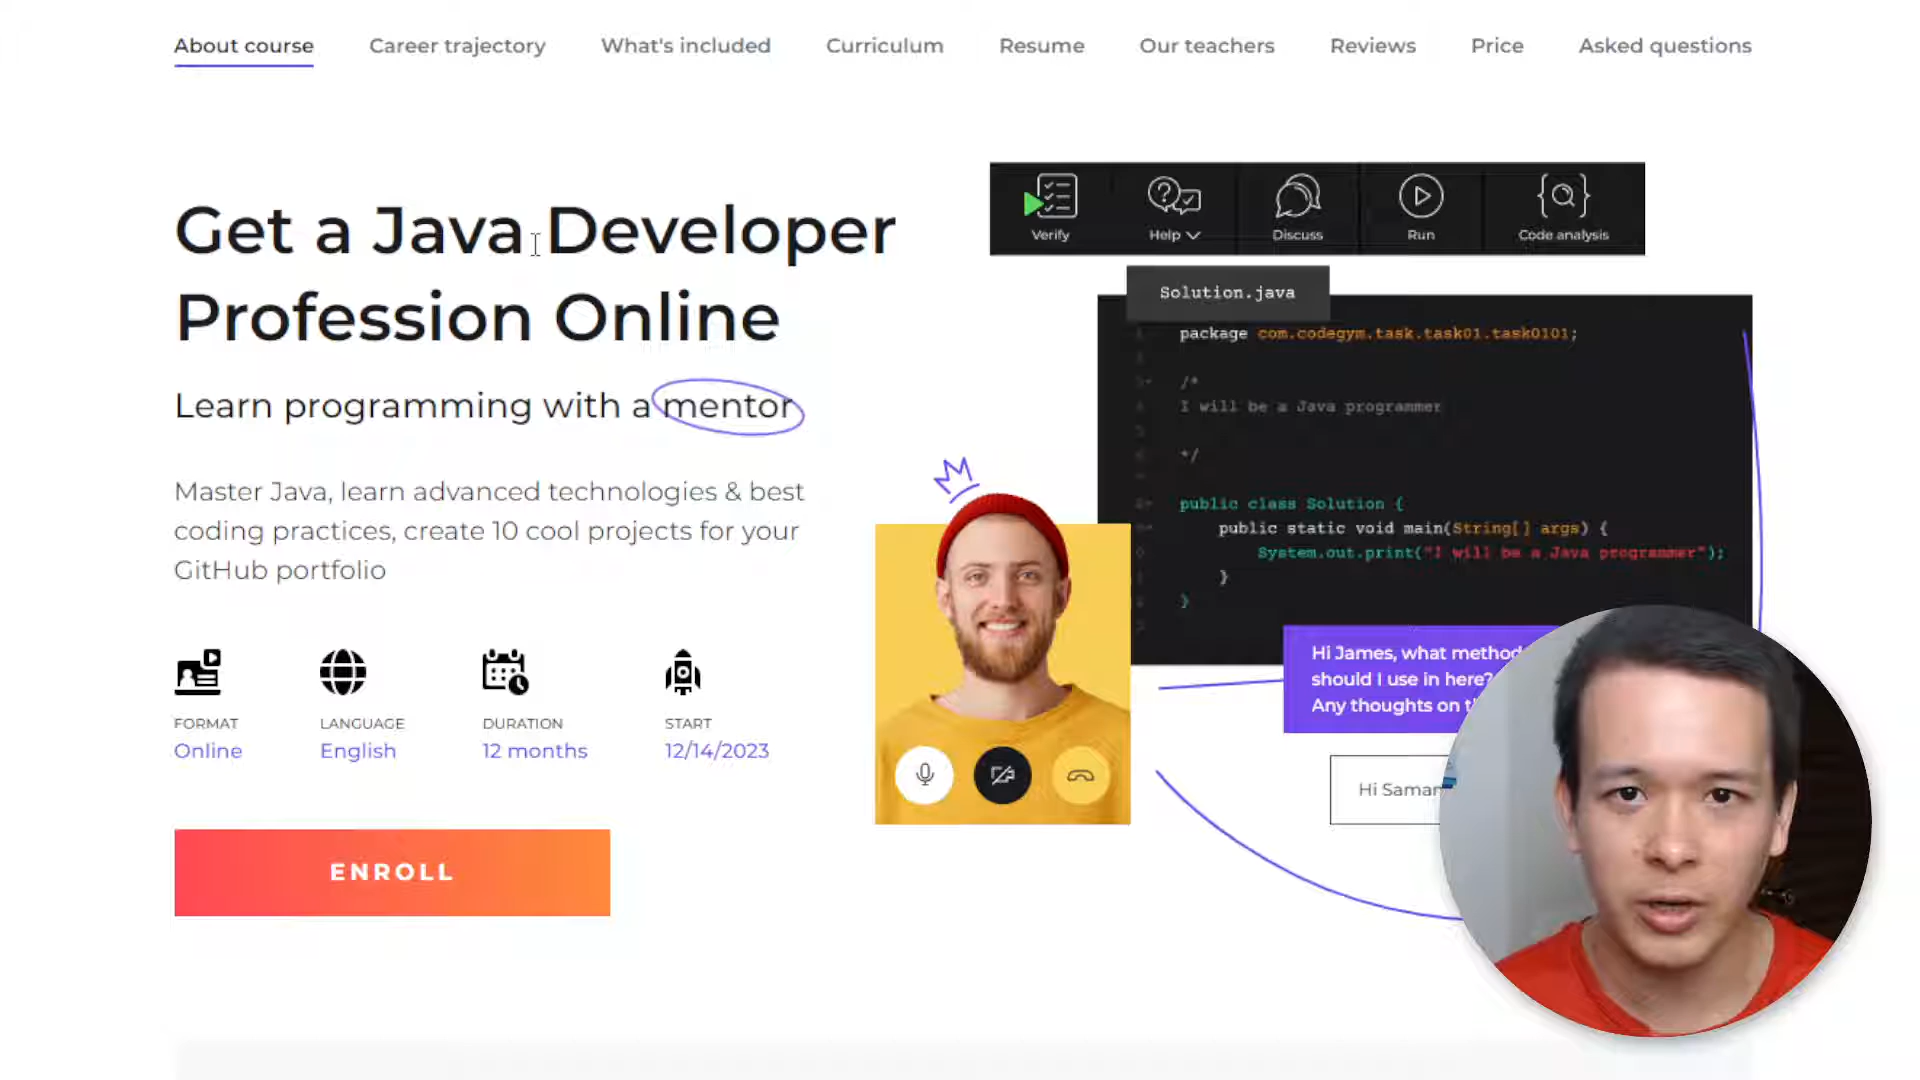 About course
Career trajectory
What's included
Curriculum
Resume
Our teachers
Reviews
Price
Asked questions
Get a Java Developer
Profession Online
Learn programming with a mentor
Master Java, learn advanced technologies & best
coding practices, create 10 cool projects for your
GitHub portfolio
FORMAT
Online
LANGUAGE
English
DURATION
12 months
START
12/14/2023
ENROLL
Verify
Help
Discuss
Run
Code analysis
Solution.java
package com.codegym.task.task01.task0101;
/*
I will be a Java programmer
*/
public class Solution {
public static void main(String[] args) {
System.out.print("I will be a Java programmer");
}
}
Hi James, what method
should I use in here?
Any thoughts on
Hi